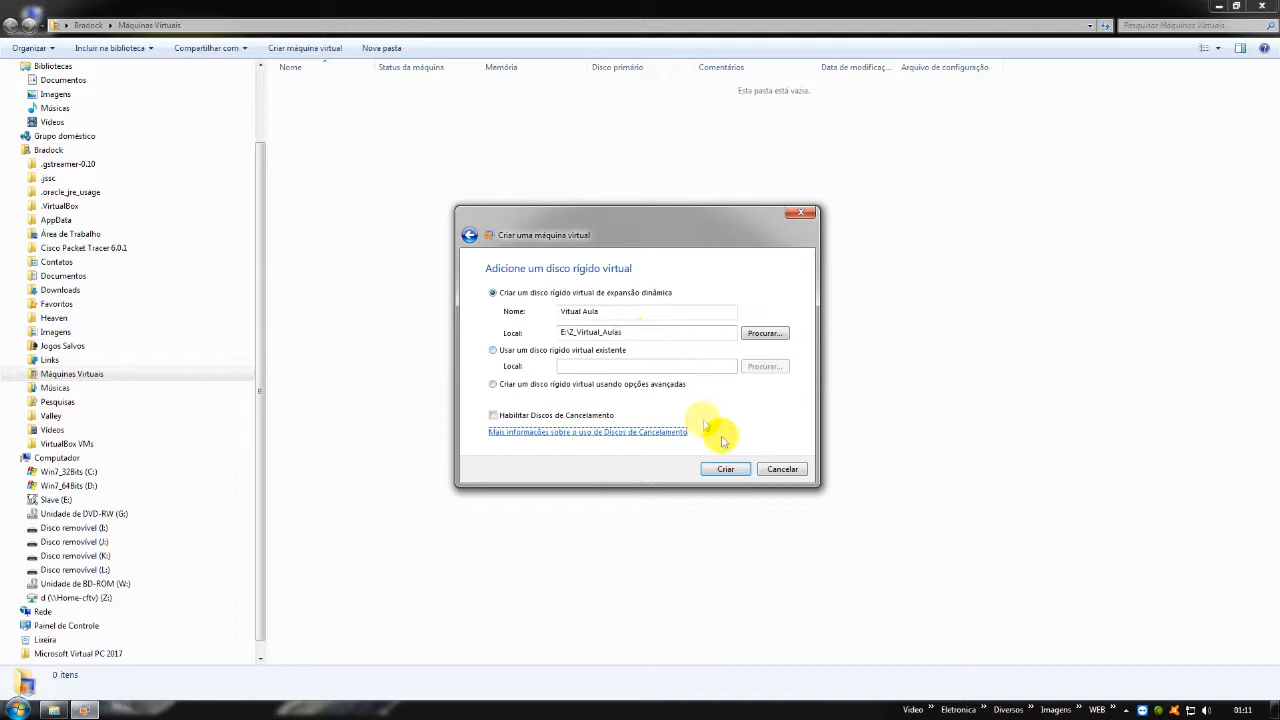 Bradock ▸ Máquinas Virtuais
Pesquisar Máquinas Virtuais
Organizar
Incluir na biblioteca
Compartilhar com
Criar máquina virtual
Nova pasta
Nome
Status da máquina
Memória
Disco primário
Comentários
Data de modificaç...
Arquivo de configuração
Esta pasta está vazia.
Bibliotecas
Documentos
Imagens
Músicas
Vídeos
Grupo doméstico
Bradock
.gstreamer-0.10
.jssc
.oracle_jre_usage
.VirtualBox
AppData
Área de Trabalho
Cisco Packet Tracer 6.0.1
Contatos
Documentos
Downloads
Favoritos
Heaven
Imagens
Jogos Salvos
Links
Máquinas Virtuais
Músicas
Pesquisas
Valley
Vídeos
VirtualBox VMs
Computador
Win7_32Bits (C:)
Win7_64Bits (D:)
Slave (E:)
Unidade de DVD-RW (G:)
Disco removível (I:)
Disco removível (J:)
Disco removível (K:)
Disco removível (L:)
Unidade de BD-ROM (W:)
d (\\Home-cftv) (Z:)
Rede
Painel de Controle
Lixeira
Microsoft Virtual PC 2017
Criar uma máquina virtual
Adicione um disco rígido virtual
Criar um disco rígido virtual de expansão dinâmica
Nome: Vitual Aula
Local: E:\Z_Virtual_Aulas Procurar...
Usar um disco rígido virtual existente
Local: Procurar...
Criar um disco rígido virtual usando opções avançadas
Habilitar Discos de Cancelamento
Mais informações sobre o uso de Discos de Cancelamento
Criar Cancelar
0 itens
Video » Eletronica » Diversos » Imagens » WEB » 01:11